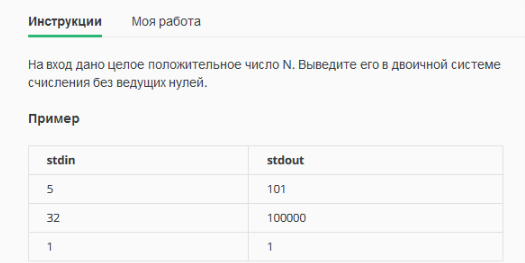 Инструкции Моя работа
На вход дано целое положительное число N. Выведите его в двоичной системе
счисления без ведущих нулей.
Пример
stdin stdout
5 101
32 100000
1 1